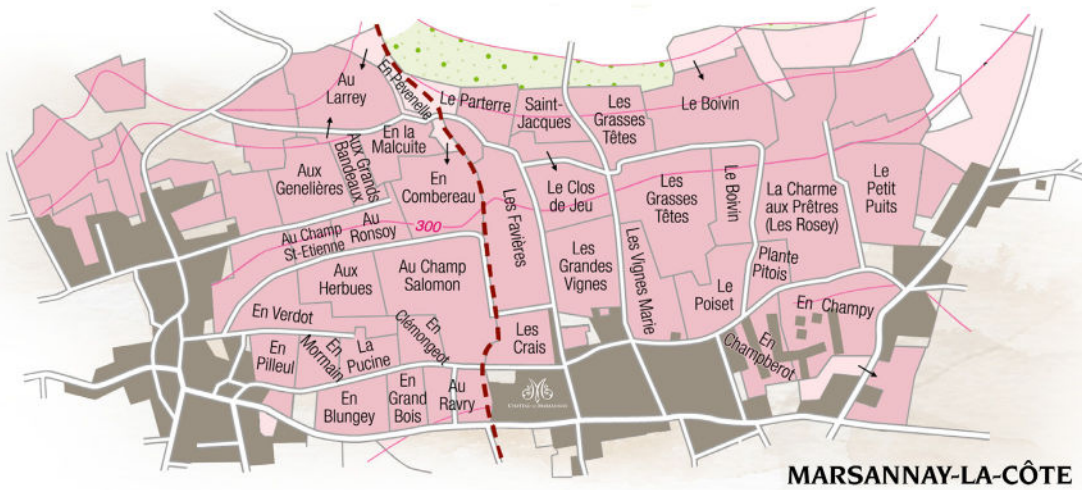 Au
Larrey
En Pévenelle
Le Parterre
Saint-
Jacques
Les
Grasses
Têtes
Le Boivin
En la
Malcuite
Aux Grands
Bandeaux
Aux
Genelières
En
Combereau
Les Favières
Le Clos
de Jeu
Les
Grasses
Têtes
Le Boivin
La Charme
aux Prêtres
(Les Rosey)
Le
Petit
Puits
Au Champ
St-Etienne
Au
Ronsoy
300
Les
Grandes
Vignes
Les Vignes Marie
Plante
Pitois
Le
Poiset
Aux
Herbues
Au Champ
Salomon
En Verdot
En
Clémongeot
Les
Crais
En Champy
En
Champberot
En
Pilleul
En
Mormain
La
Pucine
En
Blungey
En
Grand
Bois
Au
Ravry
MARSANNAY-LA-CÔTE